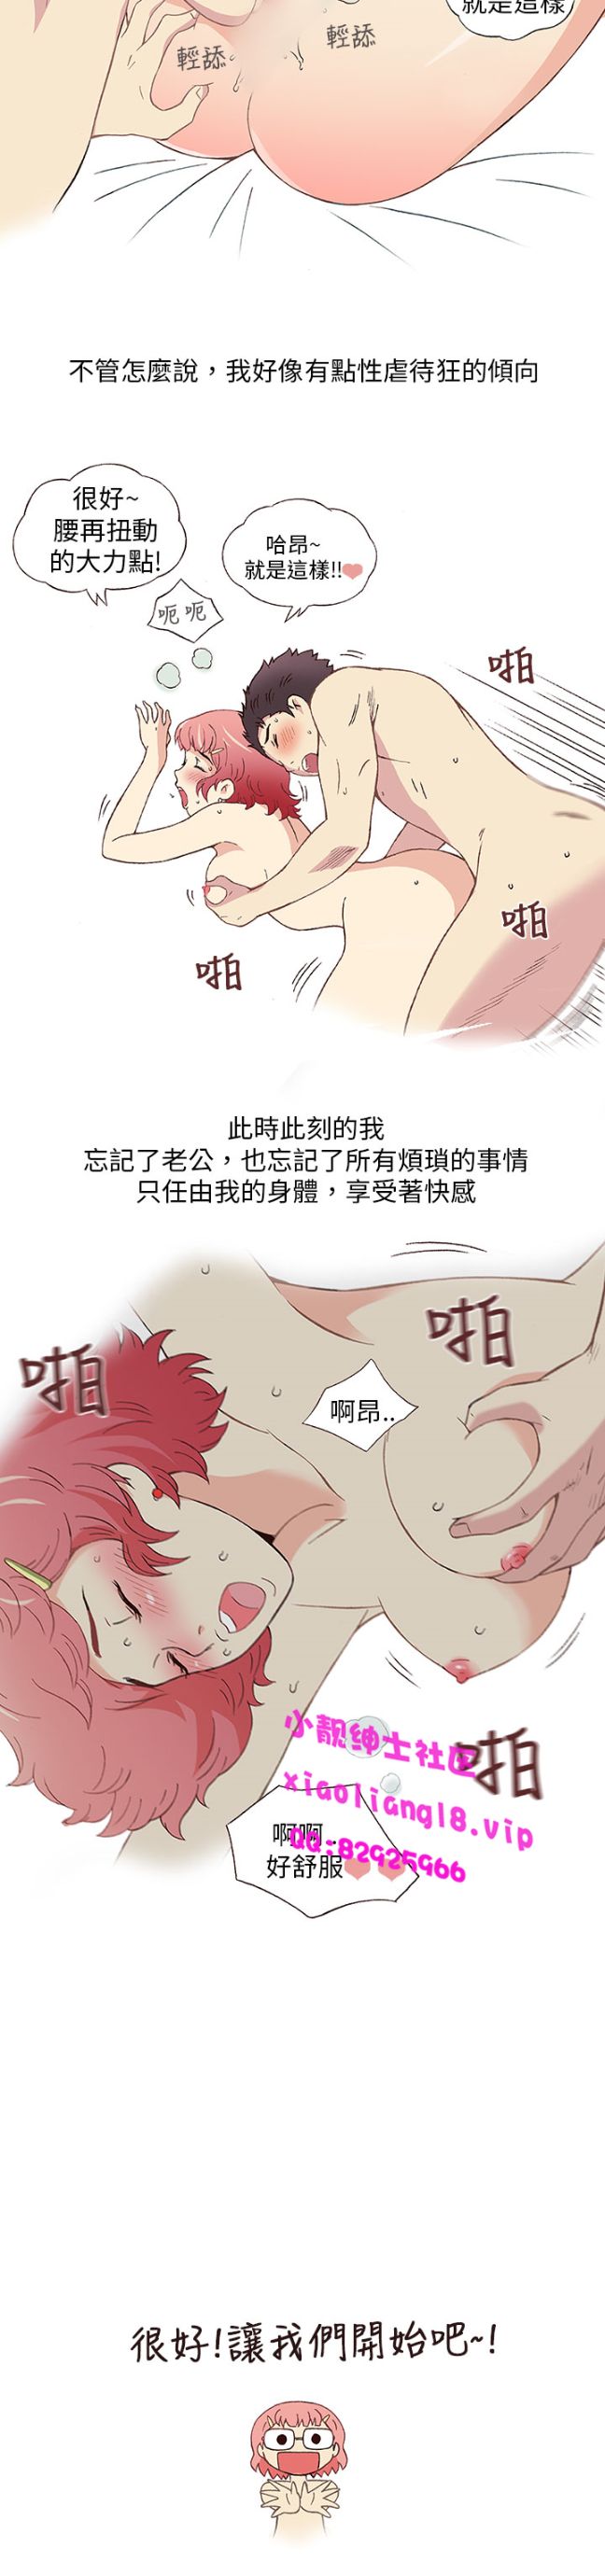 就是這樣
輕舔
輕舔
不管怎麼說，我好像有點性虐待狂的傾向
很好~
腰再扭動
的大力點!
哈昂~
就是這樣!!
呃呃
啪
啪
啪
此時此刻的我
忘記了老公，也忘記了所有煩瑣的事情
只任由我的身體，享受著快感
啪
啪
啊昂..
小靓绅士社区
啪
xiaoliang18.vip
啊啊..
QQ:82925966
好舒服
很好!讓我們開始吧~!